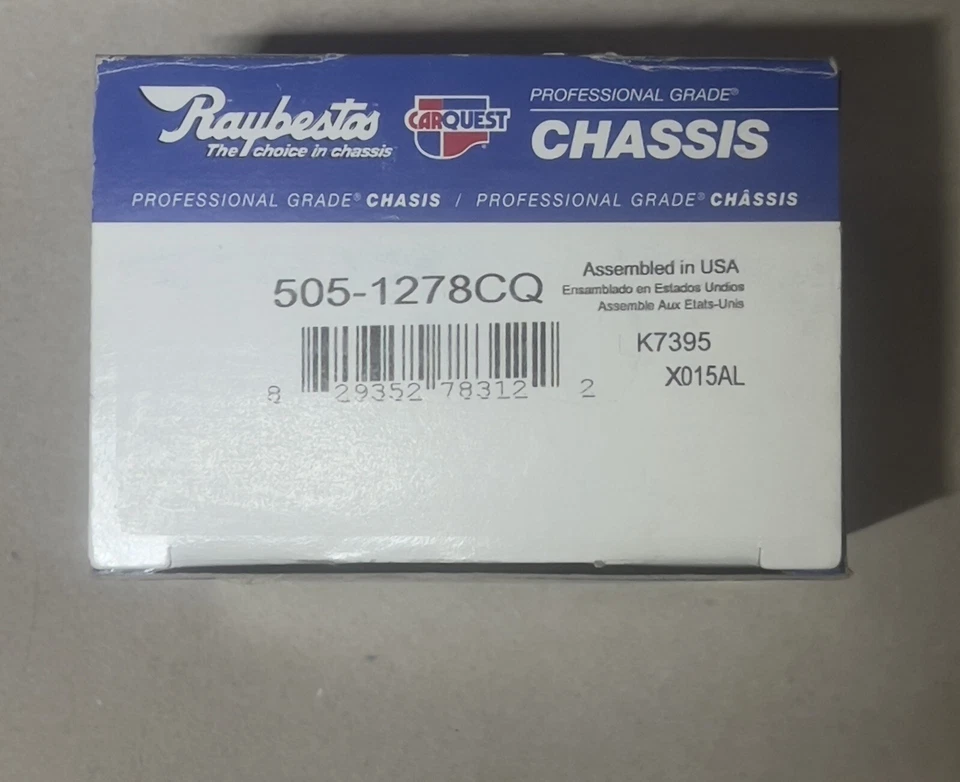 Raybestos
The choice in chassis
CARQUEST
PROFESSIONAL GRADE®
CHASSIS
PROFESSIONAL GRADE® CHASIS / PROFESSIONAL GRADE® CHÂSSIS
505-1278CQ
Assembled in USA
Ensamblado en Estados Undios
Assemble Aux Etats-Unis
K7395
X015AL
8 29352 78312 2